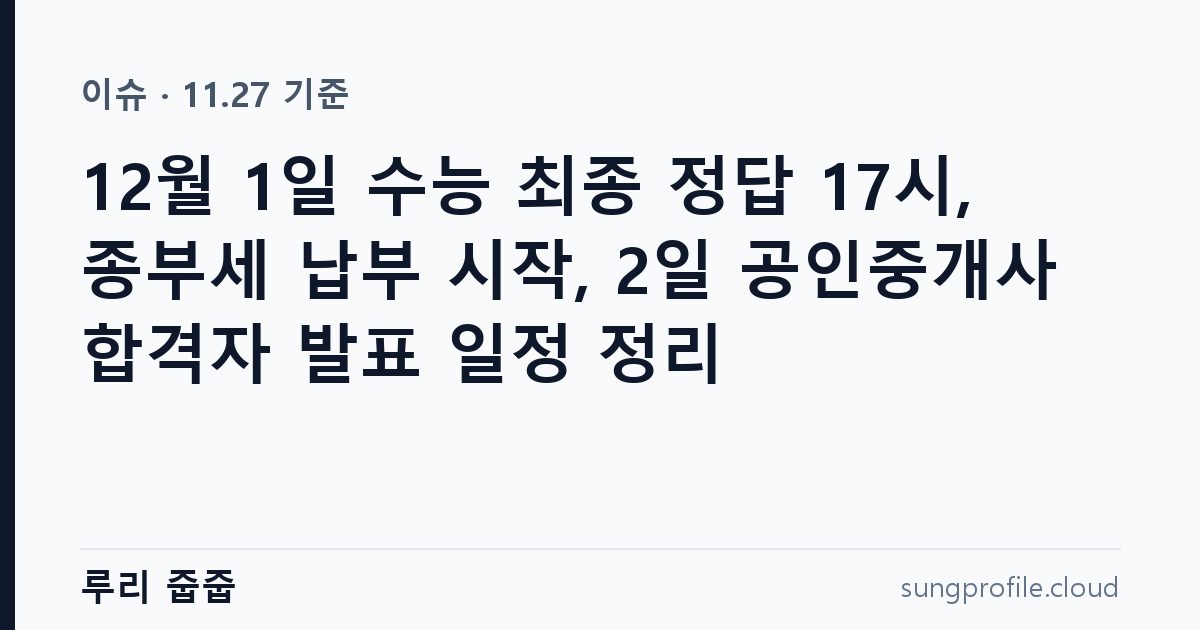 이슈 · 11.27 기준
12월 1일 수능 최종 정답 17시,
종부세 납부 시작, 2일 공인중개사
합격자 발표 일정 정리
루리 줍줍
sungprofile.cloud